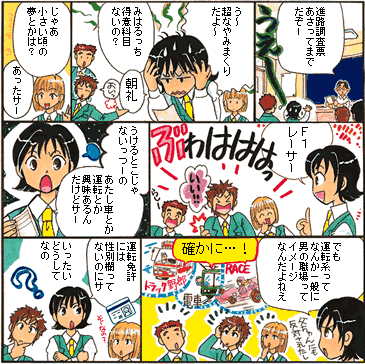 進路調査票
あさってまで
だぞー
うえ〜
う〜
超なやみまくり
だよ〜
みはるっち
得意科目
ないの？
朝礼
じゃあ
小さい頃の
夢とかは？
あったサー
Ｆ１
レーサー
ぶわはははっ
いい!!
うけるとこじゃ
ないっつーの
あたし車とか
運転とか
興味あるん
だけどサー
でも
運転系って
なんか一般に
男の職場って
イメージ
なんだよねえ
確かに…！
RACE
トラック野郎
電車
運転免許
には
性別欄って
ないのにサ
いったい
どうして
なの